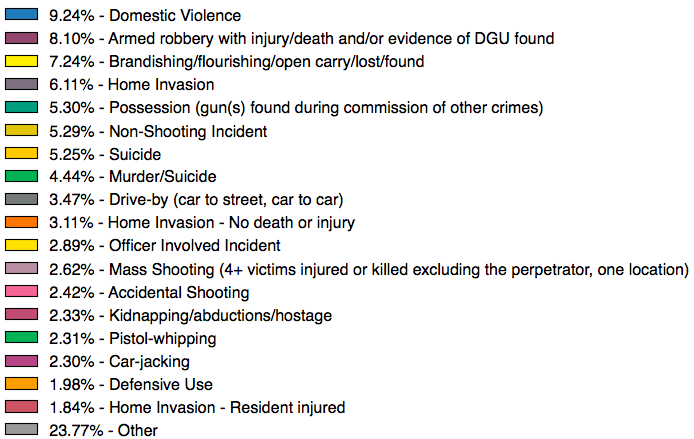 9.24% - Domestic Violence
8.10% - Armed robbery with injury/death and/or evidence of DGU found
7.24% - Brandishing/flourishing/open carry/lost/found
6.11% - Home Invasion
5.30% - Possession (gun(s) found during commission of other crimes)
5.29% - Non-Shooting Incident
5.25% - Suicide
4.44% - Murder/Suicide
3.47% - Drive-by (car to street, car to car)
3.11% - Home Invasion - No death or injury
2.89% - Officer Involved Incident
2.62% - Mass Shooting (4+ victims injured or killed excluding the perpetrator, one location)
2.42% - Accidental Shooting
2.33% - Kidnapping/abductions/hostage
2.31% - Pistol-whipping
2.30% - Car-jacking
1.98% - Defensive Use
1.84% - Home Invasion - Resident injured
23.77% - Other